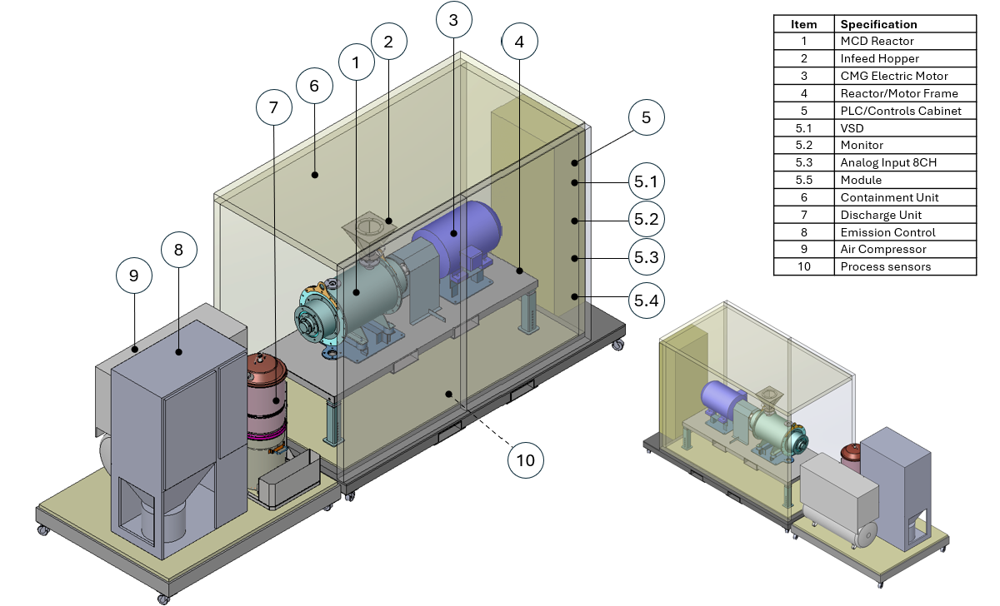 3
2
4
1
6
7
5
5.1
5.2
5.3
5.4
8
9
10
Item Specification
1 MCD Reactor
2 Infeed Hopper
3 CMG Electric Motor
4 Reactor/Motor Frame
5 PLC/Controls Cabinet
5.1 VSD
5.2 Monitor
5.3 Analog Input 8CH
5.5 Module
6 Containment Unit
7 Discharge Unit
8 Emission Control
9 Air Compressor
10 Process sensors